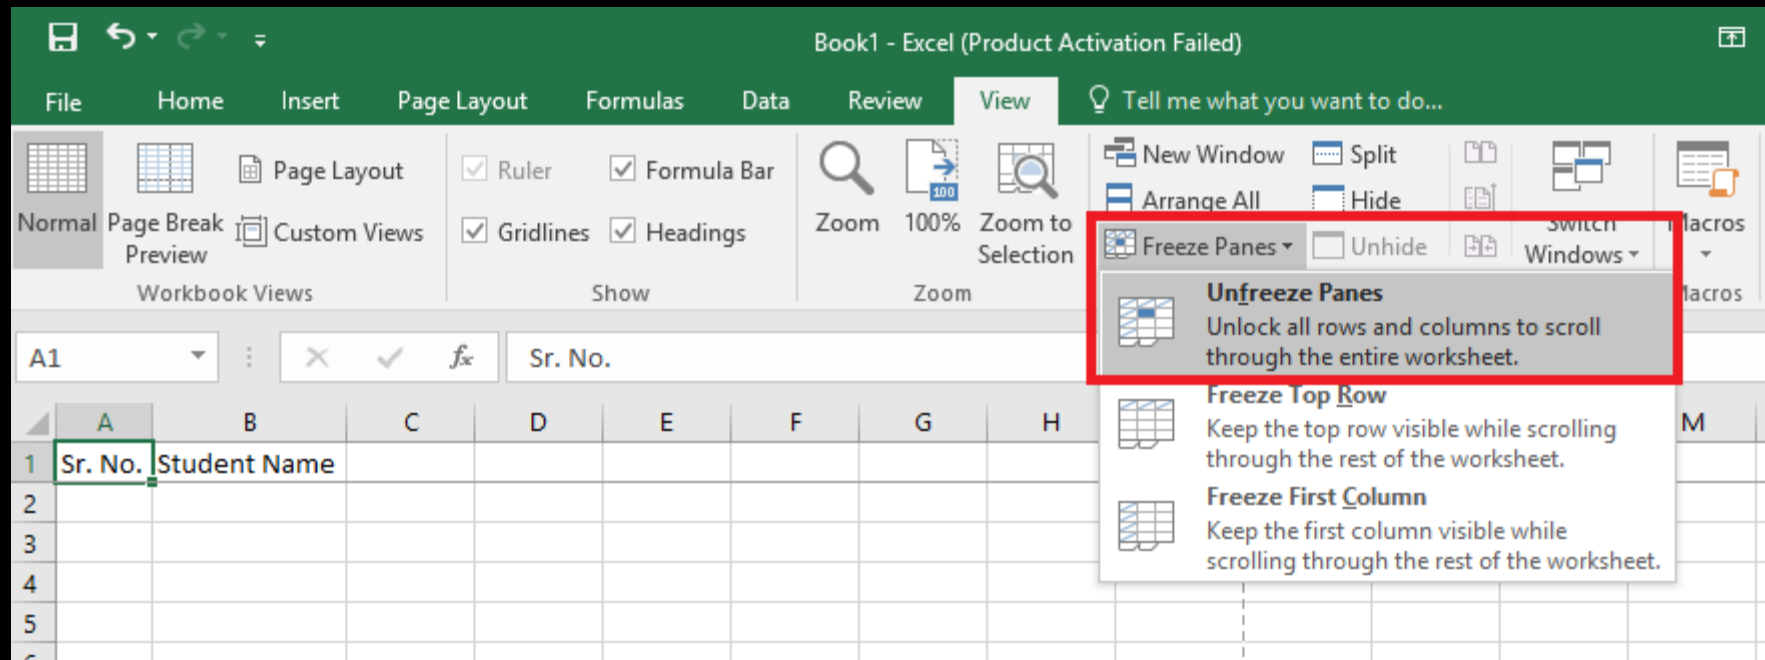 Book1 - Excel (Product Activation Failed)
File Home Insert Page Layout Formulas Data Review View Tell me what you want to do...
Normal
Page Break
Preview
Page Layout
Custom Views
Workbook Views
Ruler
Formula Bar
Gridlines
Headings
Show
Zoom
100
100%
Zoom to
Selection
Zoom
New Window
Arrange All
Freeze Panes
Split
Hide
Unhide
Switch
Windows
Macros
Macros
Unfreeze Panes
Unlock all rows and columns to scroll
through the entire worksheet.
Freeze Top Row
Keep the top row visible while scrolling
through the rest of the worksheet.
Freeze First Column
Keep the first column visible while
scrolling through the rest of the worksheet.
A1 fx Sr. No.
A B C D E F G H M
1 Sr. No. Student Name
2
3
4
5